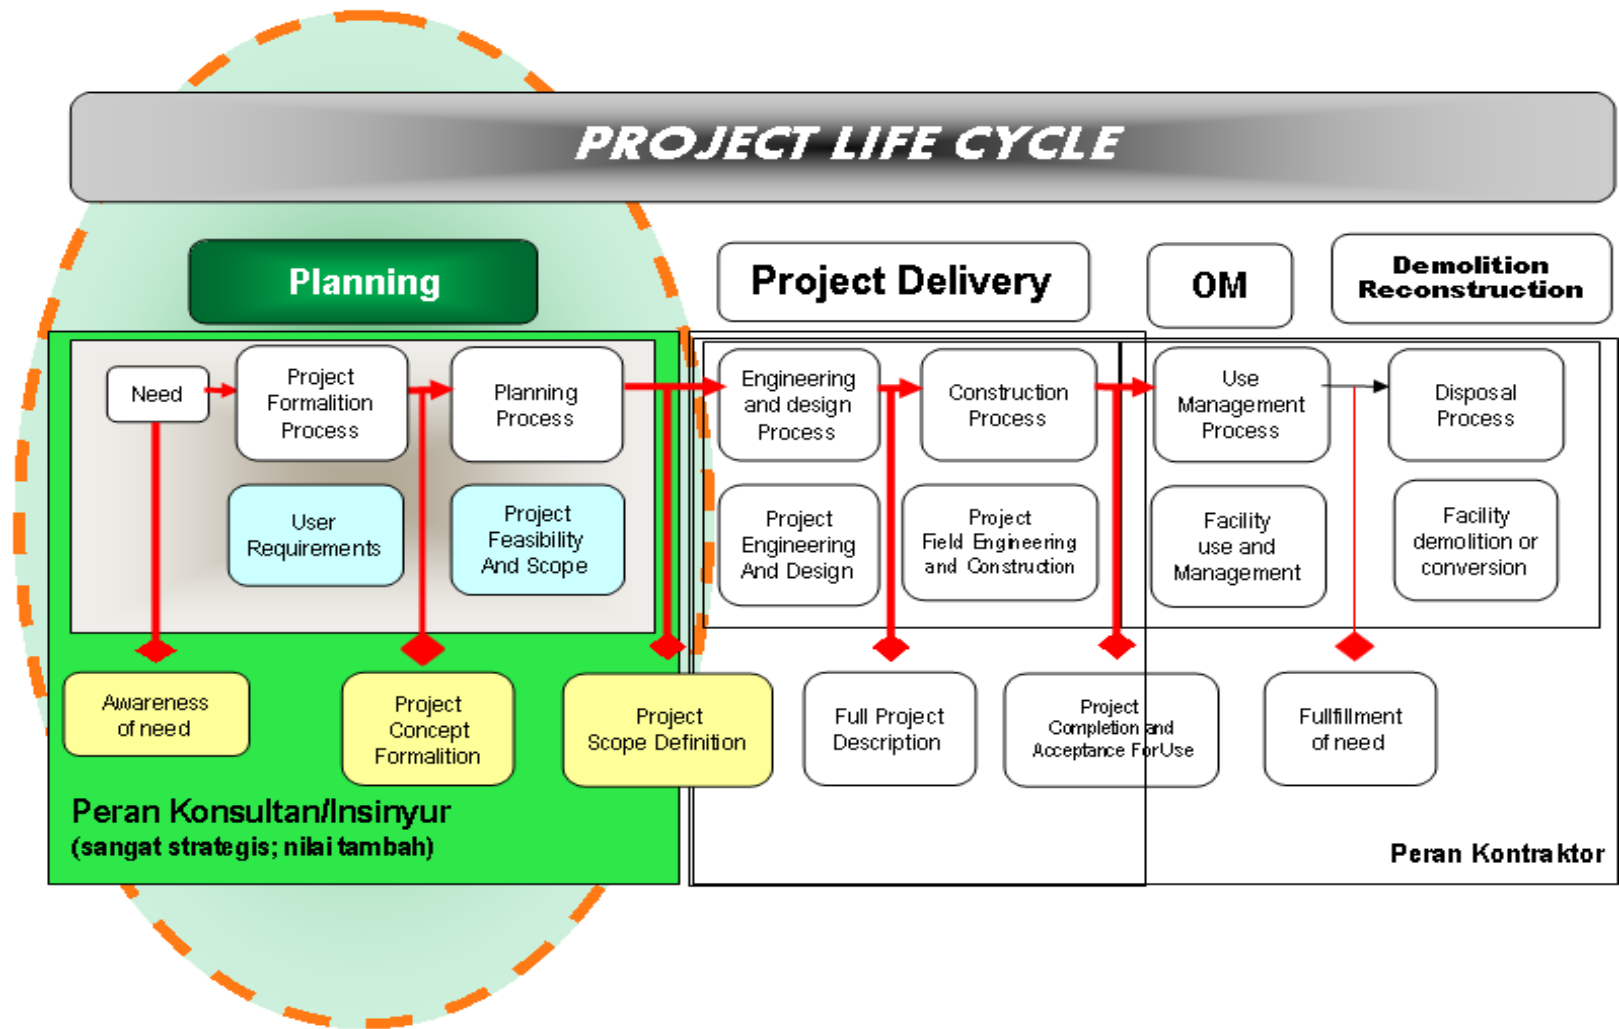 PROJECT LIFE CYCLE
Planning
Project Delivery
OM
Demolition
Reconstruction
Need
Project
Formalition
Process
Planning
Process
Engineering
and design
Process
Construction
Process
Use
Management
Process
Disposal
Process
User
Requirements
Project
Feasibility
And Scope
Project
Engineering
And Design
Project
Field Engineering
and Construction
Facility
use and
Management
Facility
demolition or
conversion
Awareness
of need
Project
Concept
Formalition
Project
Scope Definition
Full Project
Description
Project
Completion and
Acceptance For Use
Fullfillment
of need
Peran Konsultan/Insinyur
(sangat strategis; nilai tambah)
Peran Kontraktor